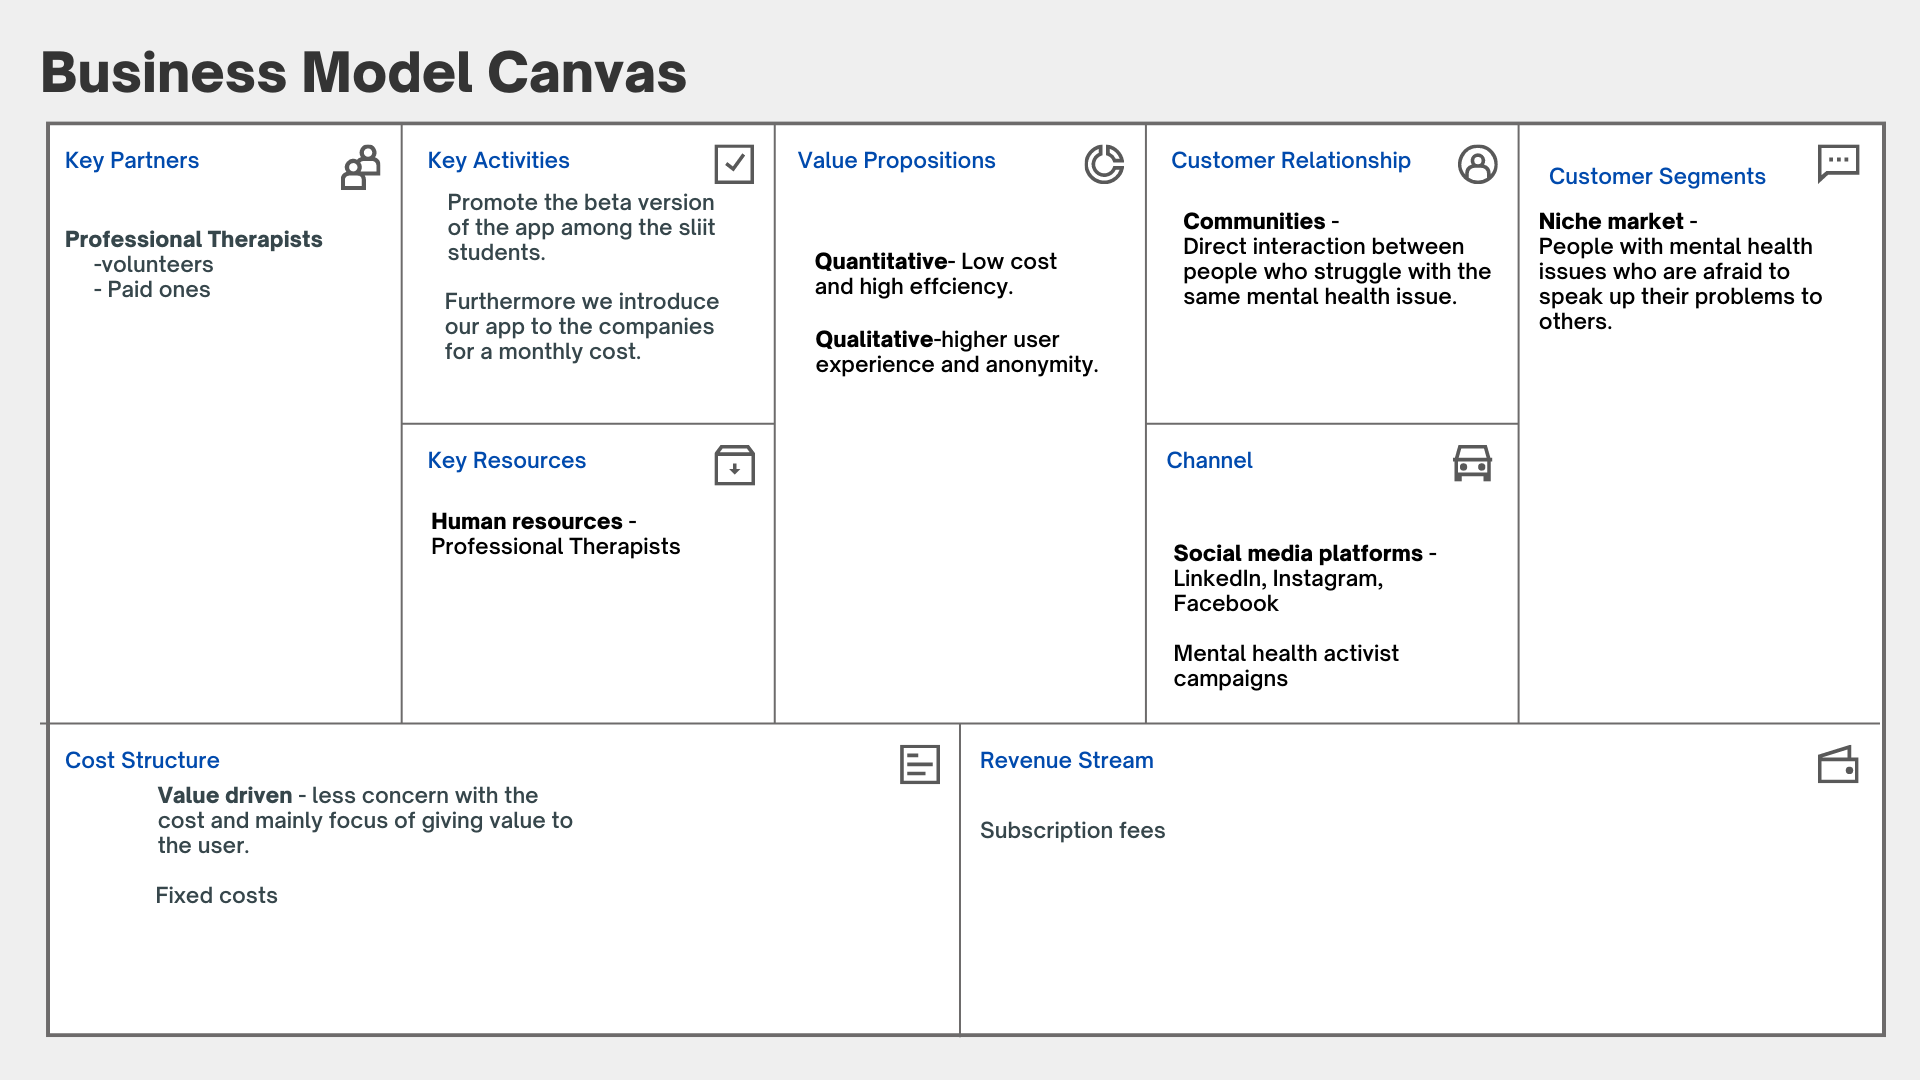 Business Model Canvas
Key Partners
Professional Therapists
-volunteers
- Paid ones
Key Activities
Promote the beta version
of the app among the sliit
students.
Furthermore we introduce
our app to the companies
for a monthly cost.
Key Resources
Human resources -
Professional Therapists
Value Propositions
Quantitative- Low cost
and high effciency.
Qualitative-higher user
experience and anonymity.
Customer Relationship
Communities -
Direct interaction between
people who struggle with the
same mental health issue.
Channel
Social media platforms -
LinkedIn, Instagram,
Facebook
Mental health activist
campaigns
Customer Segments
Niche market -
People with mental health
issues who are afraid to
speak up their problems to
others.
Cost Structure
Value driven - less concern with the
cost and mainly focus of giving value to
the user.
Fixed costs
Revenue Stream
Subscription fees